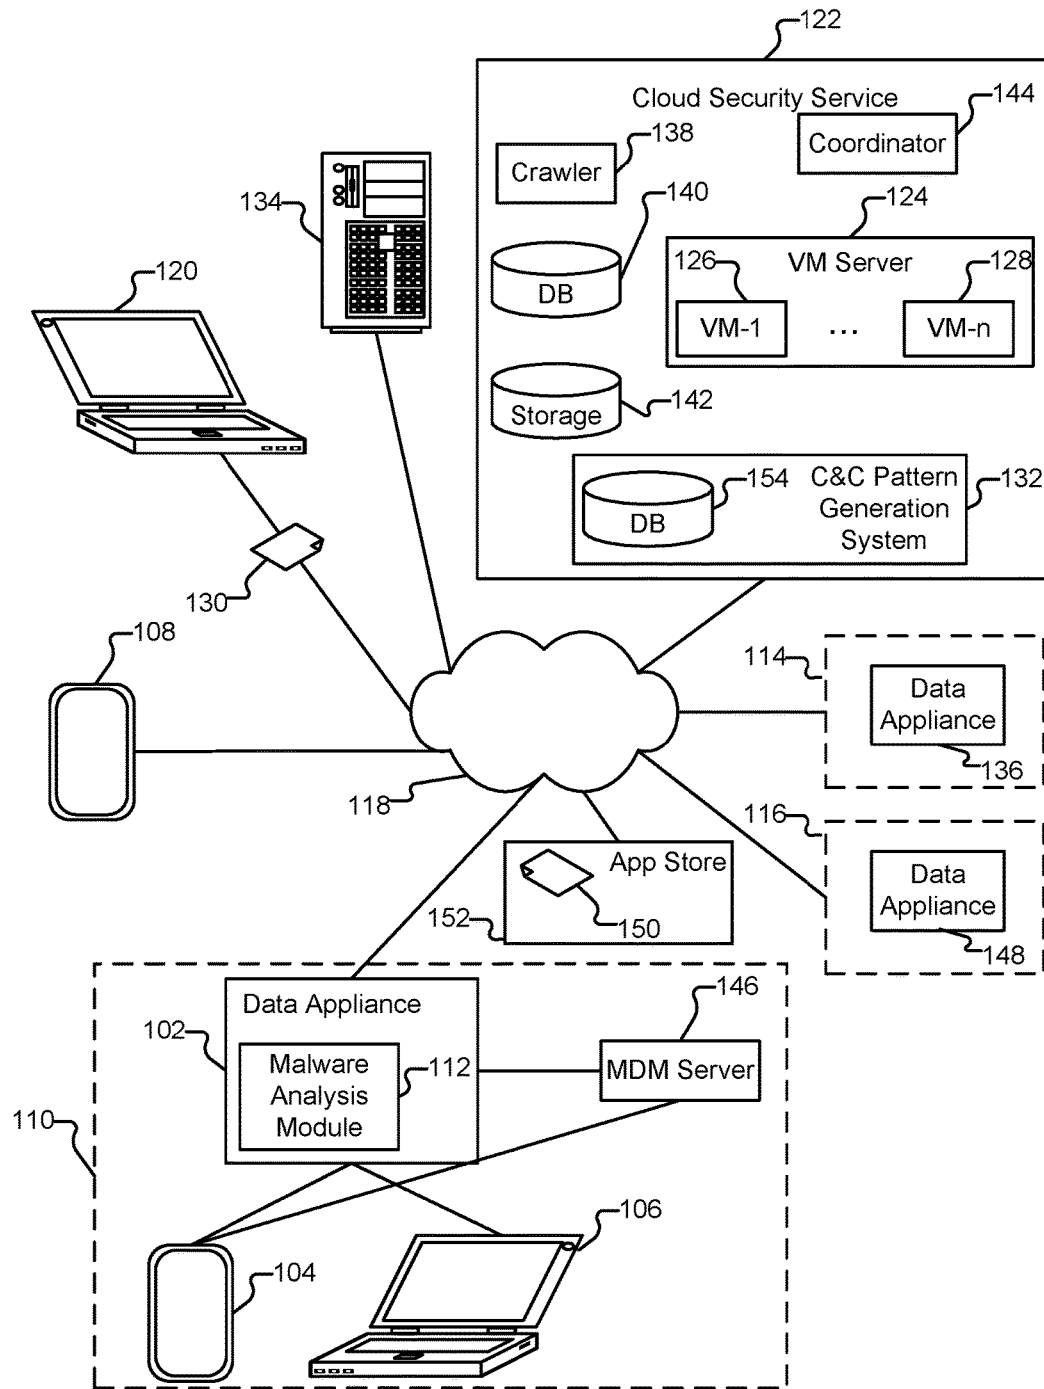 122
Cloud Security Service
144
Coordinator
138
Crawler
134
140
DB
124
VM Server
126
128
VM-1
...
VM-n
120
142
Storage
154
DB
C&C Pattern
Generation
System
132
130
108
114
Data
Appliance
136
118
116
Data
Appliance
148
App Store
152
150
110
Data Appliance
102
Malware
Analysis
Module
112
146
MDM Server
106
104